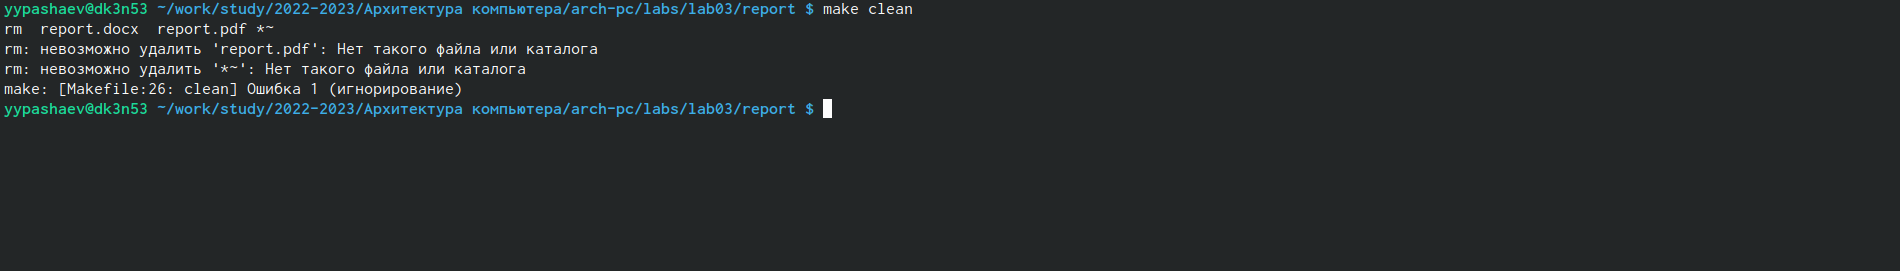 yypashaev@dk3n53 ~/work/study/2022-2023/Архитектура компьютера/arch-pc/labs/lab03/report $ make clean
rm  report.docx  report.pdf *~
rm: невозможно удалить 'report.pdf': Нет такого файла или каталога
rm: невозможно удалить '*~': Нет такого файла или каталога
make: [Makefile:26: clean] Ошибка 1 (игнорирование)
yypashaev@dk3n53 ~/work/study/2022-2023/Архитектура компьютера/arch-pc/labs/lab03/report $